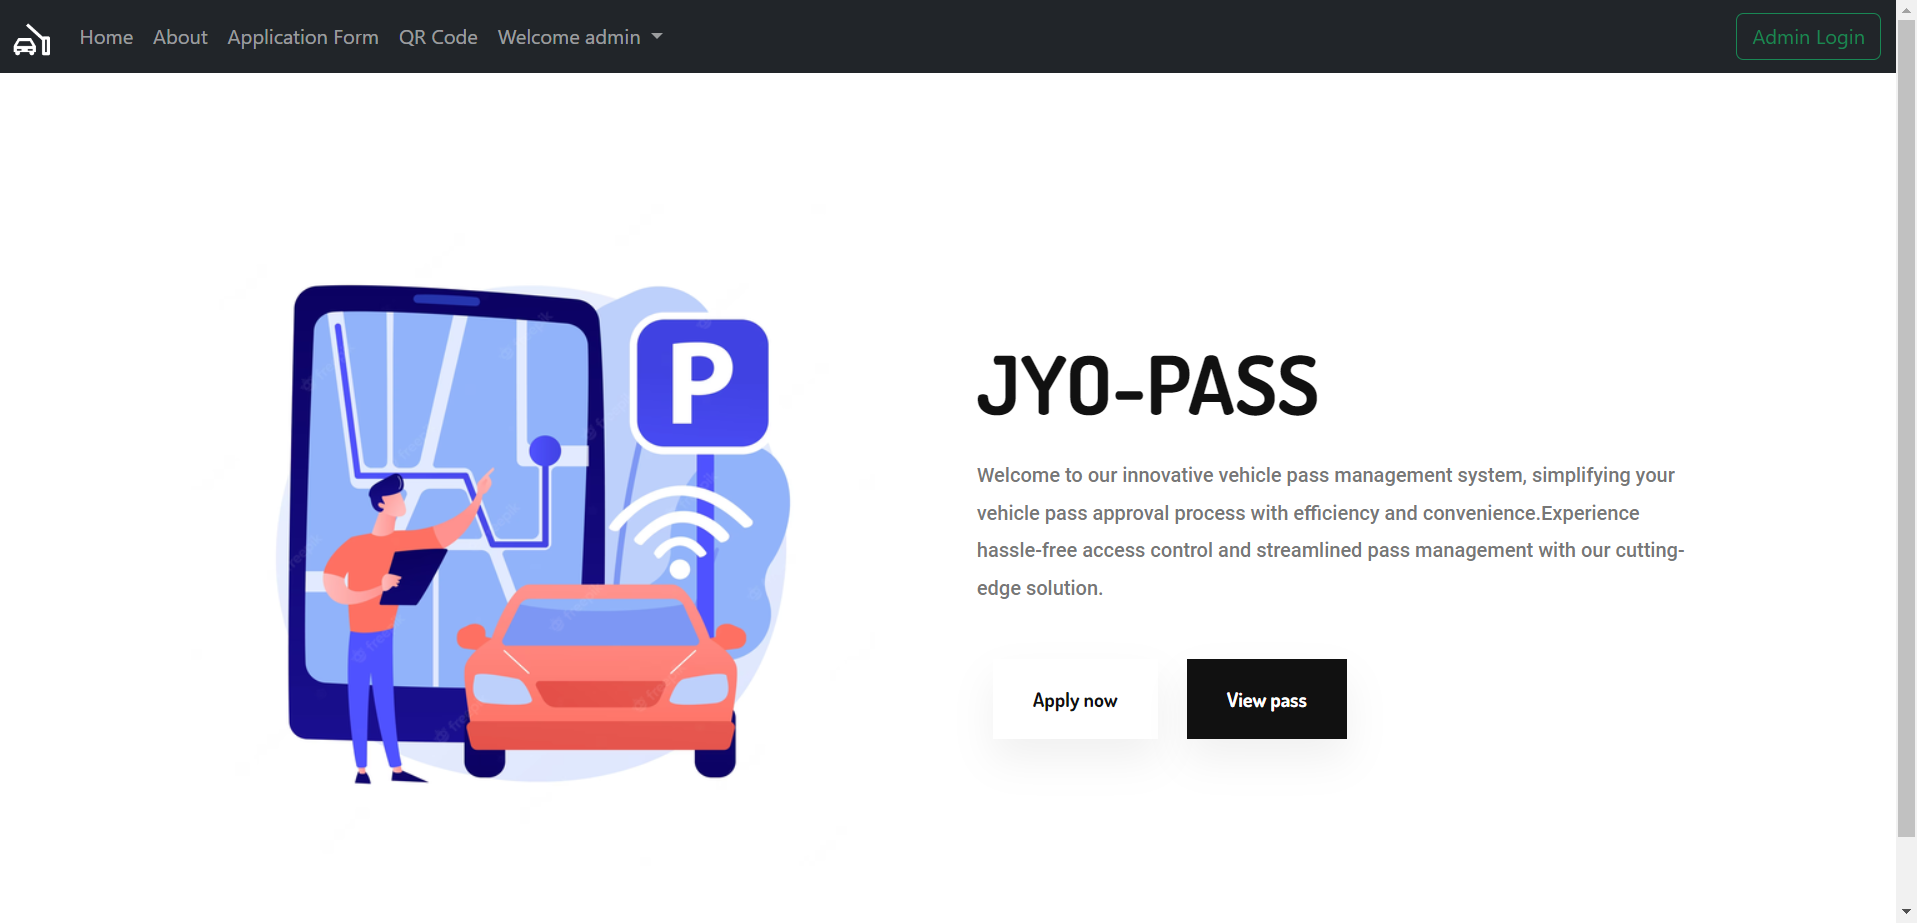 Home About Application Form QR Code Welcome admin Admin Login
P
JYO-PASS
Welcome to our innovative vehicle pass management system, simplifying your
vehicle pass approval process with efficiency and convenience.Experience
hassle-free access control and streamlined pass management with our cutting-
edge solution.
Apply now View pass